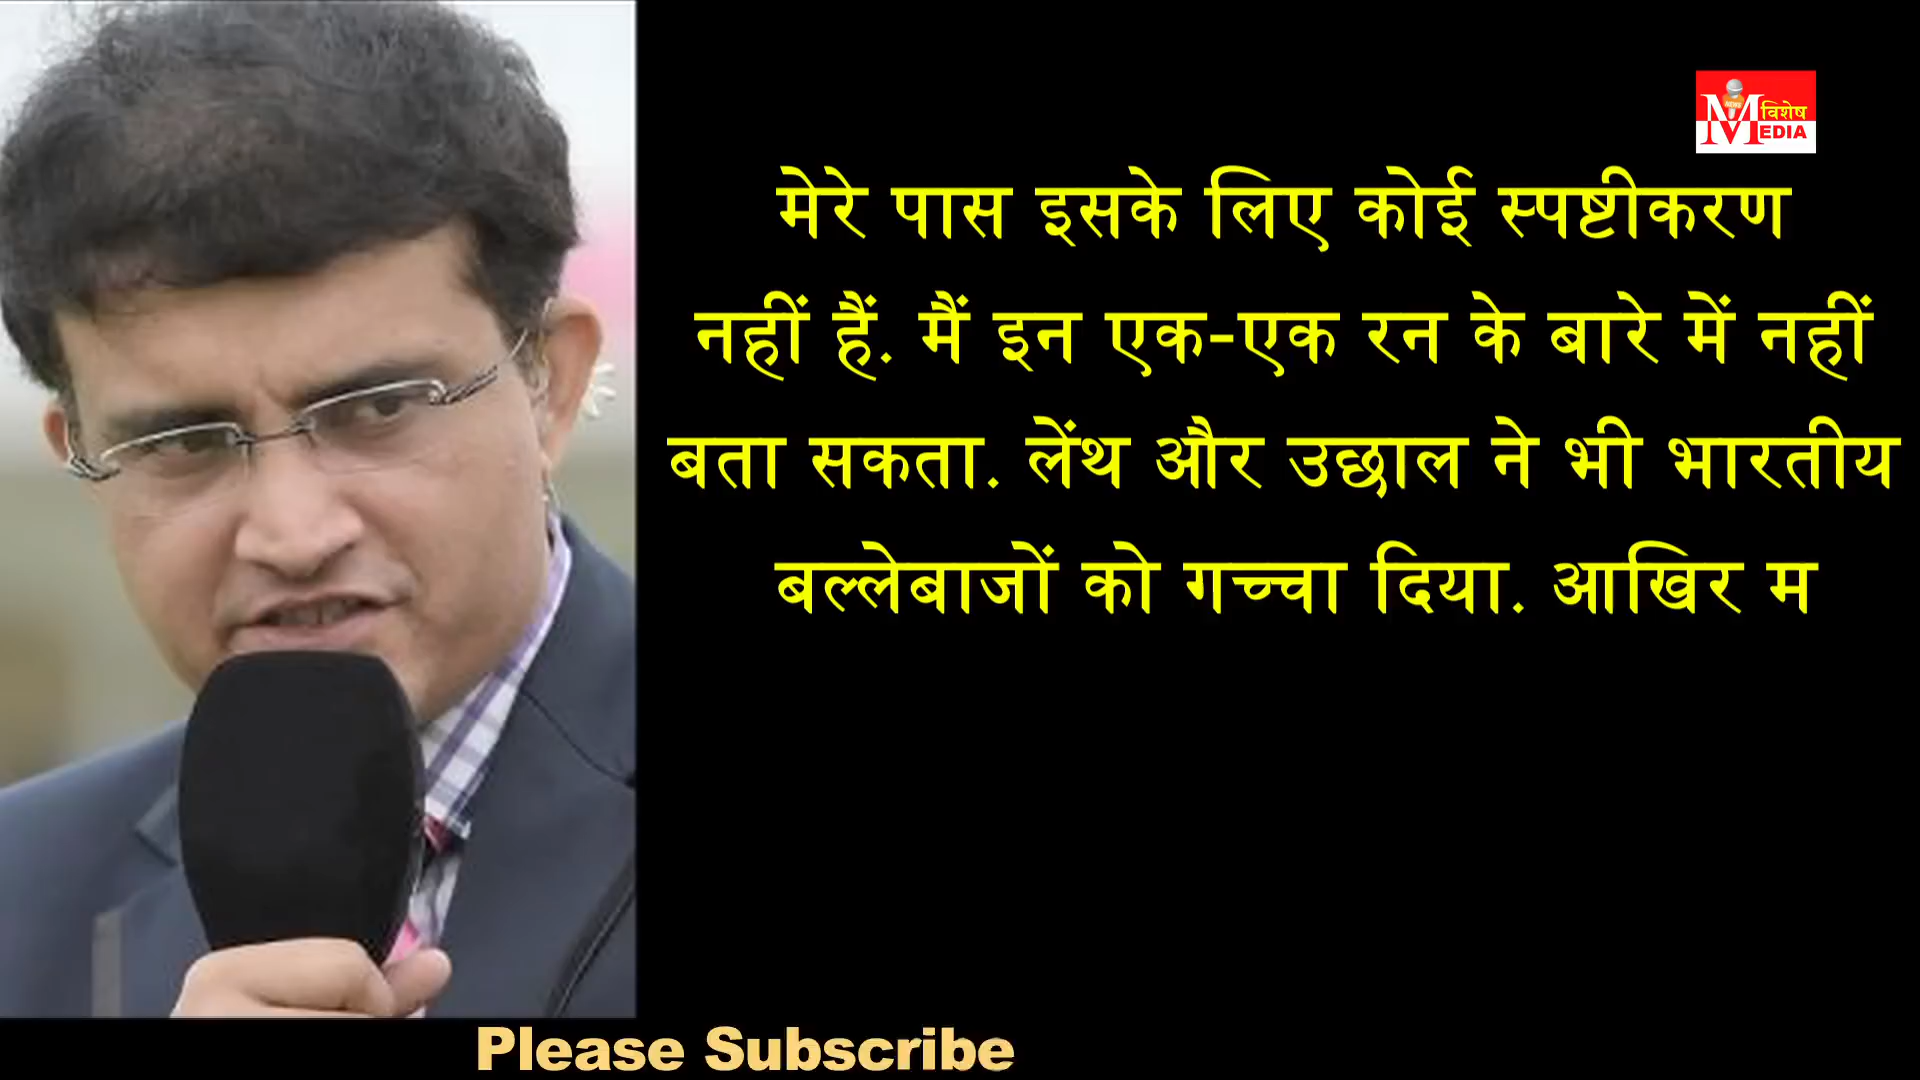 विशेष
MEDIA
मेरे पास इसके लिए कोई स्पष्टीकरण
नहीं हैं. मैं इन एक-एक रन के बारे में नहीं
बता सकता. लेंथ और उछाल ने भी भारतीय
बल्लेबाजों को गच्चा दिया. आखिर म
Please Subscribe